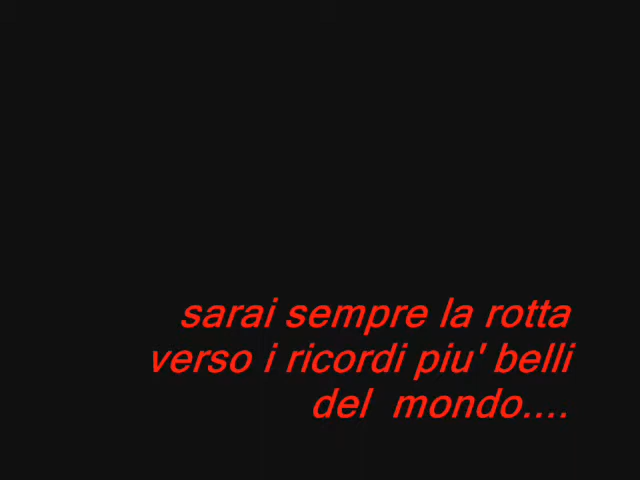 sarai sempre la rotta
verso i ricordi piu' belli
del  mondo....